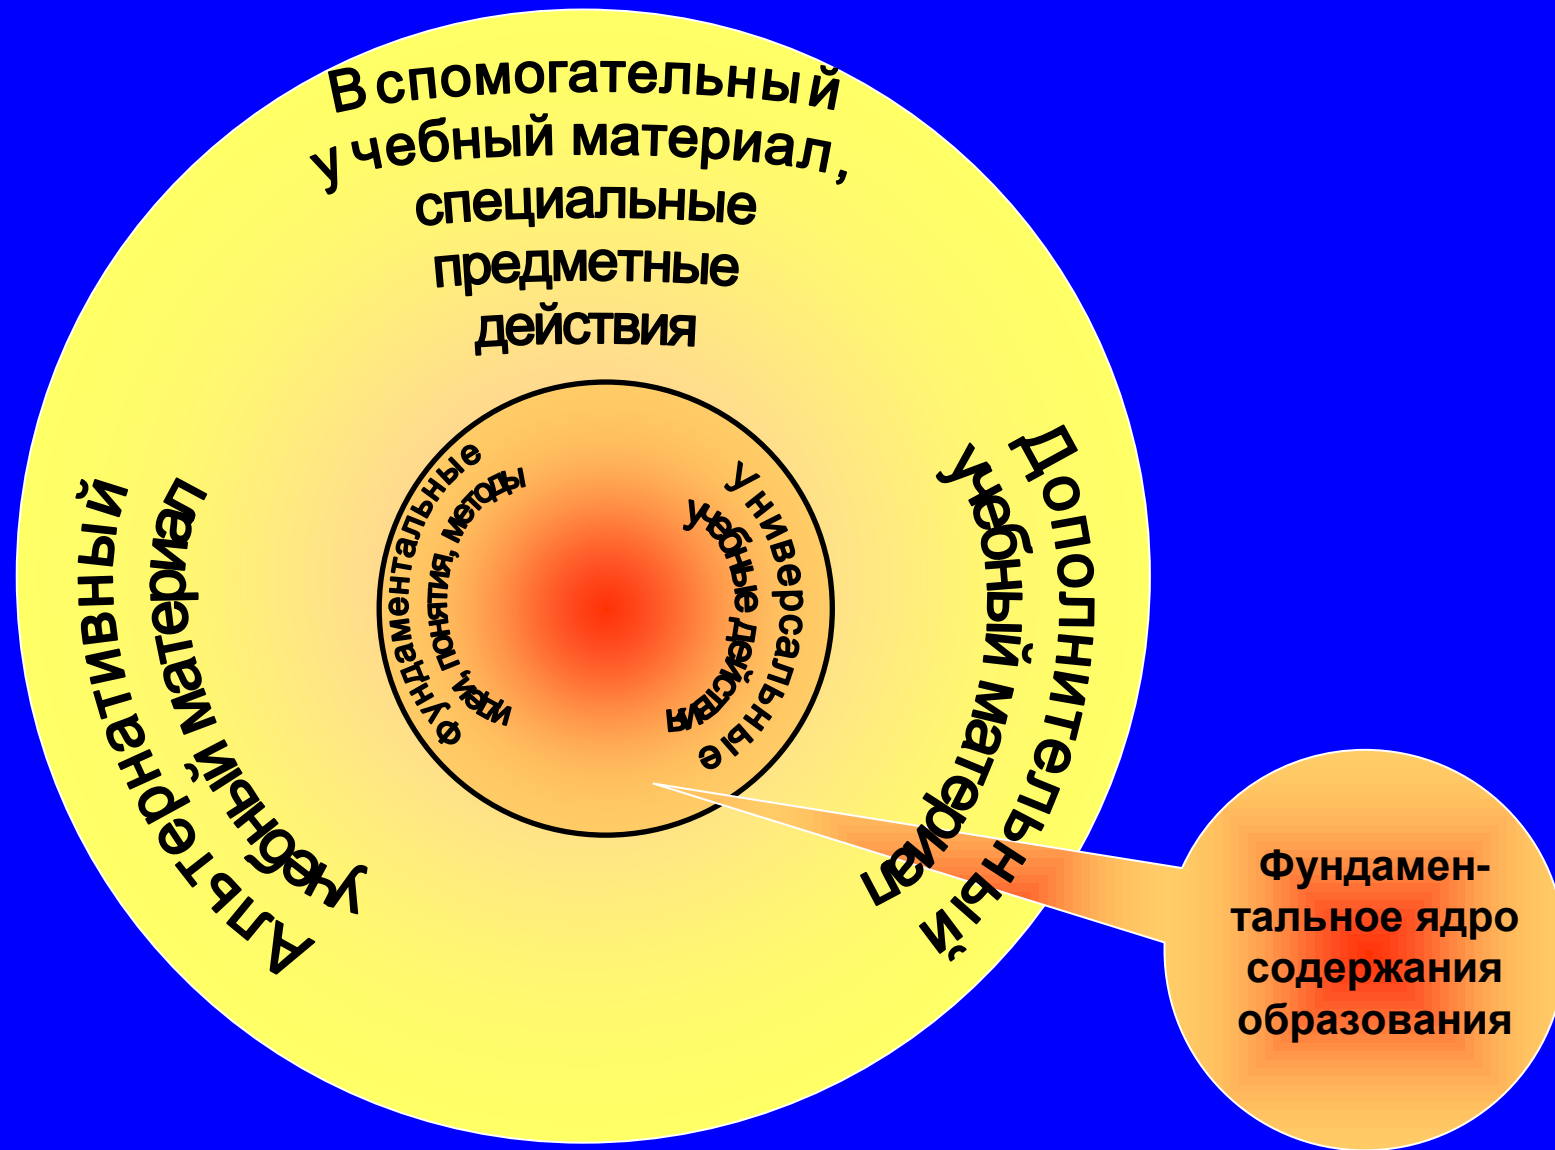 Вспомогательный
учебный материал,
специальные
предметные
действия
Альтернативный
учебный материал
Фундаментальные
идеи, понятия, методы
Универсальные
учебные действия
Дополнительный
учебный материал
Фундамен-
тальное ядро
содержания
образования